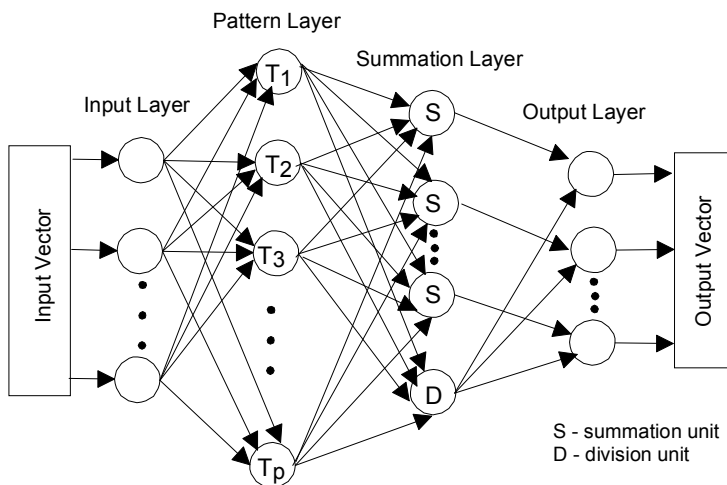 Pattern Layer
Summation Layer
Input Layer
Output Layer
Input Vector
T1
T2
T3
Tp
S
S
S
D
Output Vector
S - summation unit
D - division unit